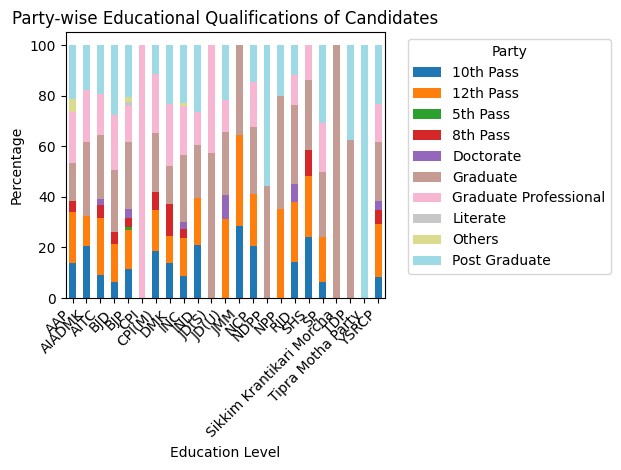 Party-wise Educational Qualifications of Candidates
Percentage
100
80
60
40
20
0
AAP
AIADMK
AITC
BJD
BJP
CPI
CPI(M)
DMK
INC
IND
JD(S)
JD(U)
JMM
NCP
NDPP
NPP
RJD
SHS
SP
Sikkim Krantikari Morcha
TDP
Tipra Motha Party
YSRCP
Education Level
Party
10th Pass
12th Pass
5th Pass
8th Pass
Doctorate
Graduate
Graduate Professional
Literate
Others
Post Graduate